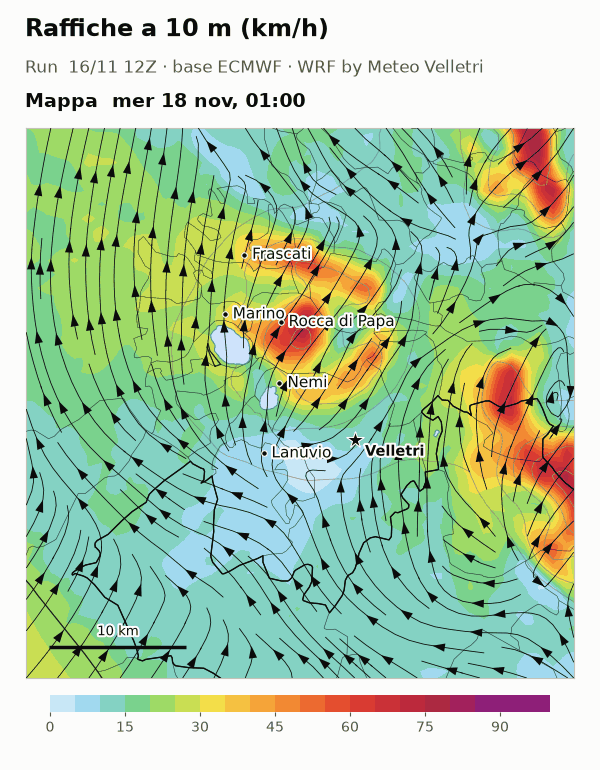 Raffiche a 10 m (km/h)
Run  16/11 12Z · base ECMWF · WRF by Meteo Velletri
Mappa  mer 18 nov, 01:00
Frascati
Marino
Rocca di Papa
Nemi
Velletri
Lanuvio
10 km
0 15 30 45 60 75 90